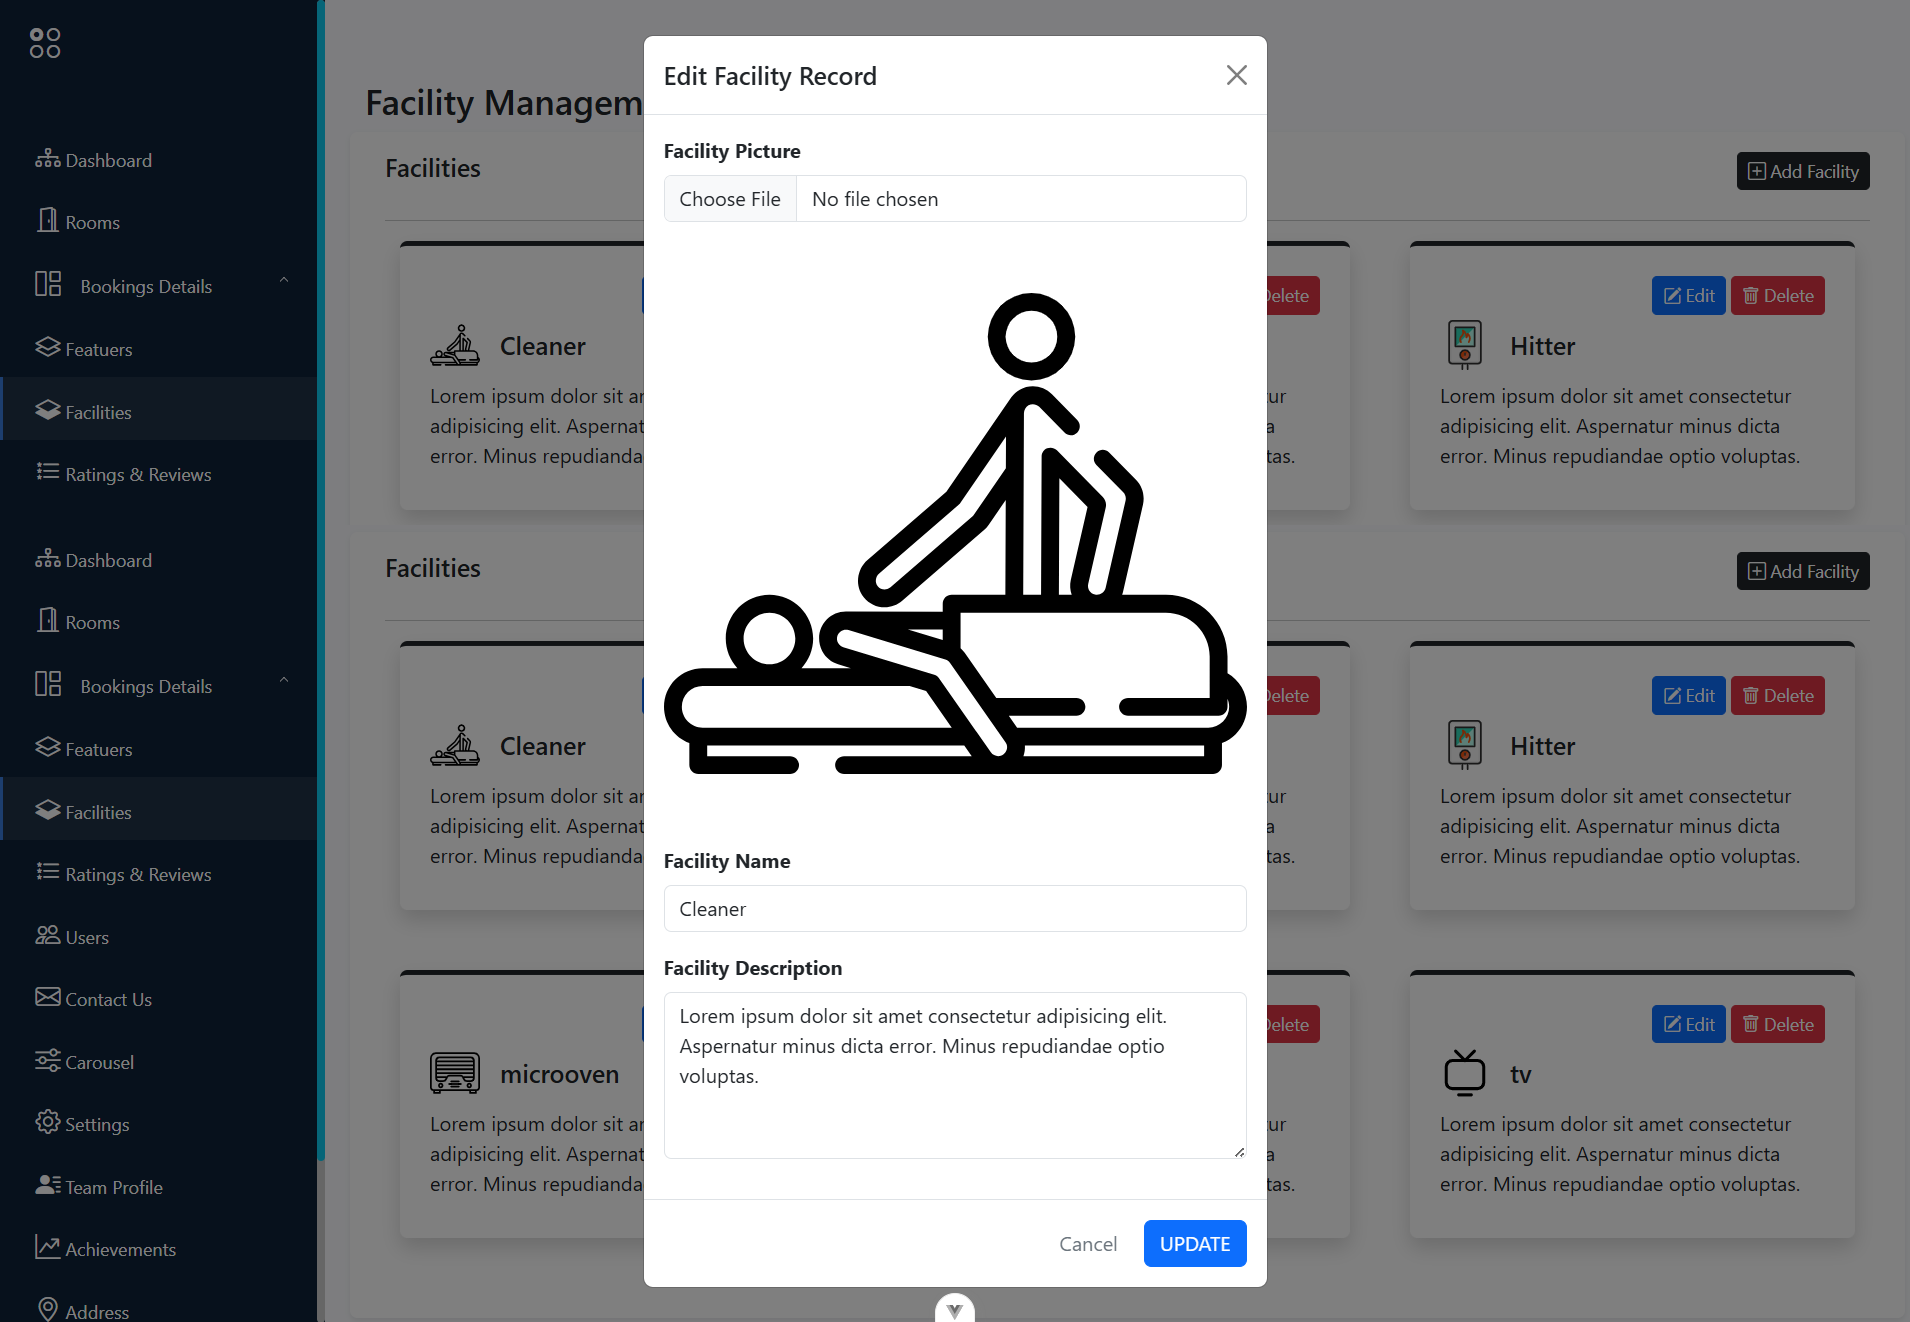 Dashboard
Rooms
Bookings Details
Featuers
Facilities
Ratings & Reviews
Dashboard
Rooms
Bookings Details
Featuers
Facilities
Ratings & Reviews
Users
Contact Us
Carousel
Settings
Team Profile
Achievements
Address
Facility Managem
Facilities
Add Facility
Cleaner
Lorem ipsum dolor sit ar
adipisicing elit. Aspernat
error. Minus repudianda
Delete
ur
a
tas.
Edit
Delete
Hitter
Lorem ipsum dolor sit amet consectetur
adipisicing elit. Aspernatur minus dicta
error. Minus repudiandae optio voluptas.
Facilities
Add Facility
Cleaner
Lorem ipsum dolor sit ar
adipisicing elit. Aspernat
error. Minus repudianda
Delete
ur
a
tas.
Edit
Delete
Hitter
Lorem ipsum dolor sit amet consectetur
adipisicing elit. Aspernatur minus dicta
error. Minus repudiandae optio voluptas.
microoven
Lorem ipsum dolor sit ar
adipisicing elit. Aspernat
error. Minus repudianda
Delete
ur
a
tas.
Edit
Delete
tv
Lorem ipsum dolor sit amet consectetur
adipisicing elit. Aspernatur minus dicta
error. Minus repudiandae optio voluptas.
Edit Facility Record
Facility Picture
Choose File
No file chosen
Facility Name
Cleaner
Facility Description
Lorem ipsum dolor sit amet consectetur adipisicing elit.
Aspernatur minus dicta error. Minus repudiandae optio
voluptas.
Cancel
UPDATE